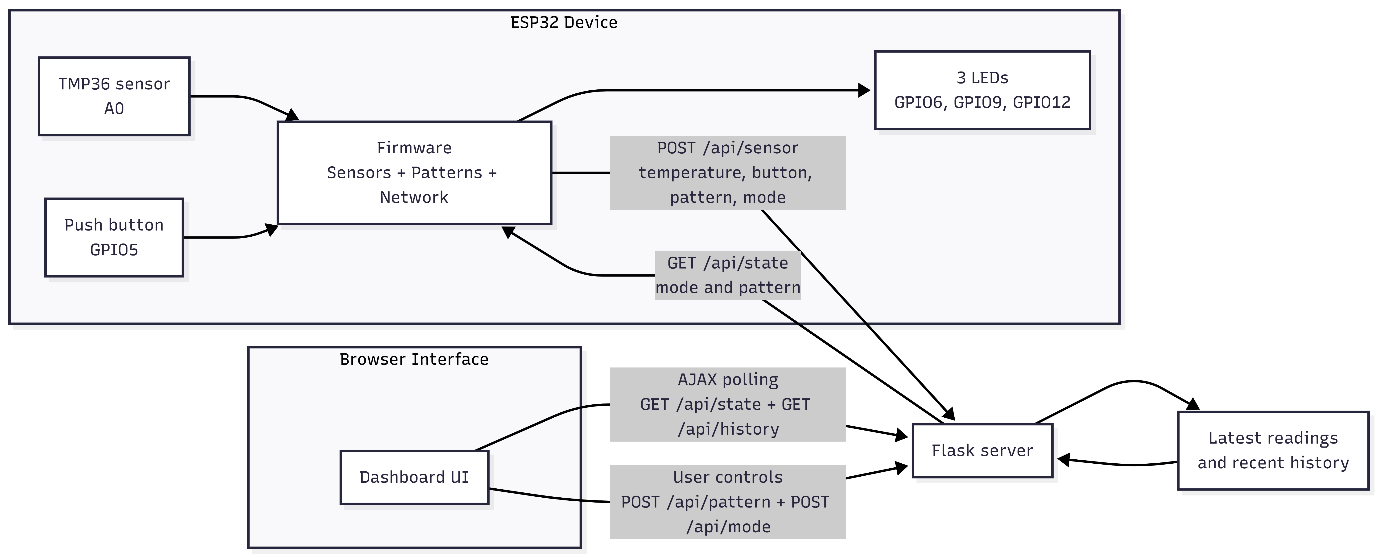 ESP32 Device
TMP36 sensor
A0
3 LEDs
GPIO6, GPIO9, GPIO12
Firmware
Sensors + Patterns +
Network
POST /api/sensor
temperature, button,
pattern, mode
Push button
GPIO5
GET /api/state
mode and pattern
Browser Interface
AJAX polling
GET /api/state + GET
/api/history
Dashboard UI
User controls
POST /api/pattern + POST
/api/mode
Flask server
Latest readings
and recent history